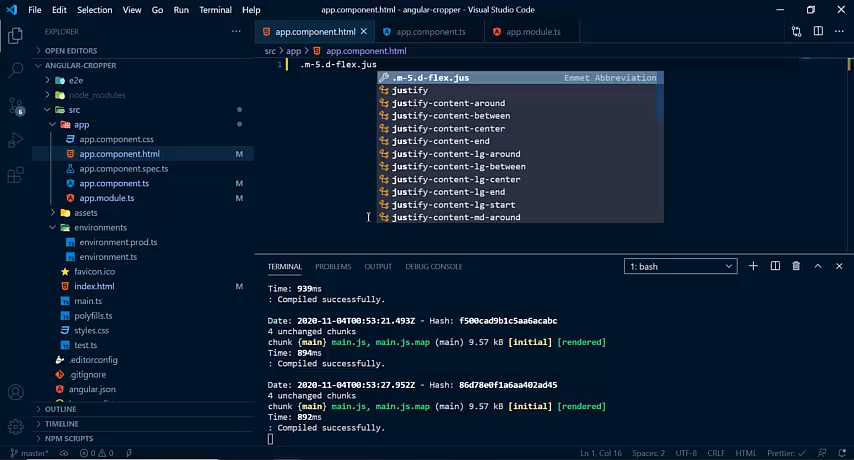 File Edit Selection View Go Run Terminal Help
app.component.html - angular-cropper - Visual Studio Code
EXPLORER
OPEN EDITORS
ANGULAR-CROPPER
e2e
node_modules
src
app
app.component.css
app.component.html M
app.component.spec.ts
app.component.ts M
app.module.ts M
assets
environments
environment.prod.ts
environment.ts
favicon.ico
index.html M
main.ts
polyfills.ts
styles.css
test.ts
.editorconfig
.gitignore
angular.json
OUTLINE
TIMELINE
NPM SCRIPTS
6
app.component.html
app.component.ts
app.module.ts
src > app > app.component.html
1 .m-5.d-flex.jus
.m-5.d-flex.jus Emmet Abbreviation
justify
justify-content-around
justify-content-between
justify-content-center
justify-content-end
justify-content-lg-around
justify-content-lg-between
justify-content-lg-center
justify-content-lg-end
justify-content-lg-start
justify-content-md-around
TERMINAL PROBLEMS OUTPUT DEBUG CONSOLE
1: bash
Time: 939ms
: Compiled successfully.
Date: 2020-11-04T00:53:21.493Z - Hash: f500cad9b1c5aa6acabc
4 unchanged chunks
chunk {main} main.js, main.js.map (main) 9.57 kB [initial] [rendered]
Time: 894ms
: Compiled successfully.
Date: 2020-11-04T00:53:27.952Z - Hash: 86d78e0f1a6aa402ad45
4 unchanged chunks
chunk {main} main.js, main.js.map (main) 9.57 kB [initial] [rendered]
Time: 892ms
: Compiled successfully.
master* 0 0
Ln 1, Col 16 Spaces: 2 UTF-8 CRLF HTML Prettier: ✓